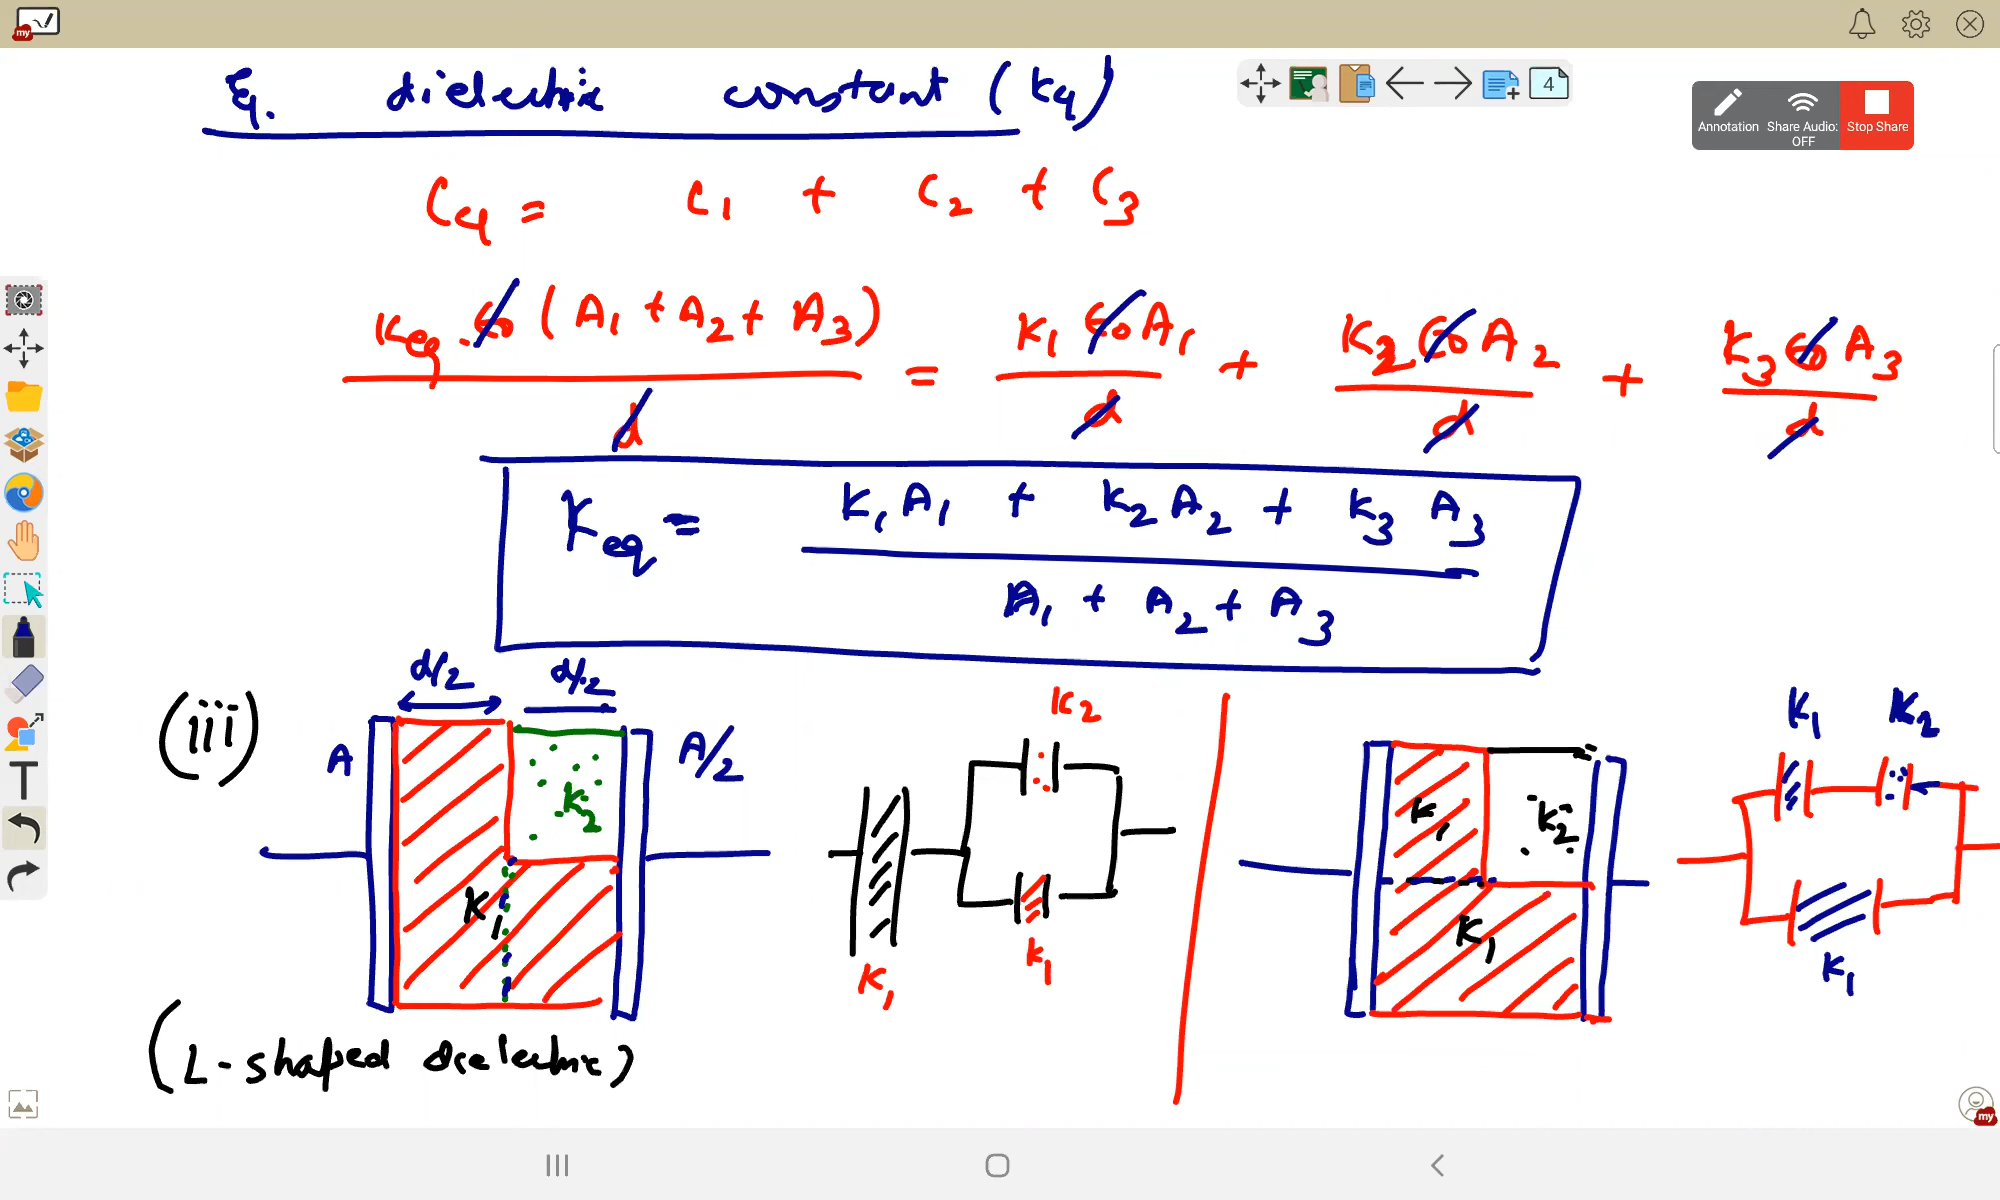 my
4
Annotation Share Audio: OFF Stop Share
Eq. dielectric constant (Keq)
Ceq = C1 + C2 + C3
Keq . ϵ0 (A1 + A2 + A3) / d = K1 ϵ0 A1 / d + K2 ϵ0 A2 / d + K3 ϵ0 A3 / d
Keq = K1 A1 + K2 A2 + K3 A3 / A1 + A2 + A3
(iii)
d/2 d/2
A A/2
K2
K1
K2
K1
K1
K1 K2
K1
K1 K2
K1
(L-shaped dielectric)
T
my